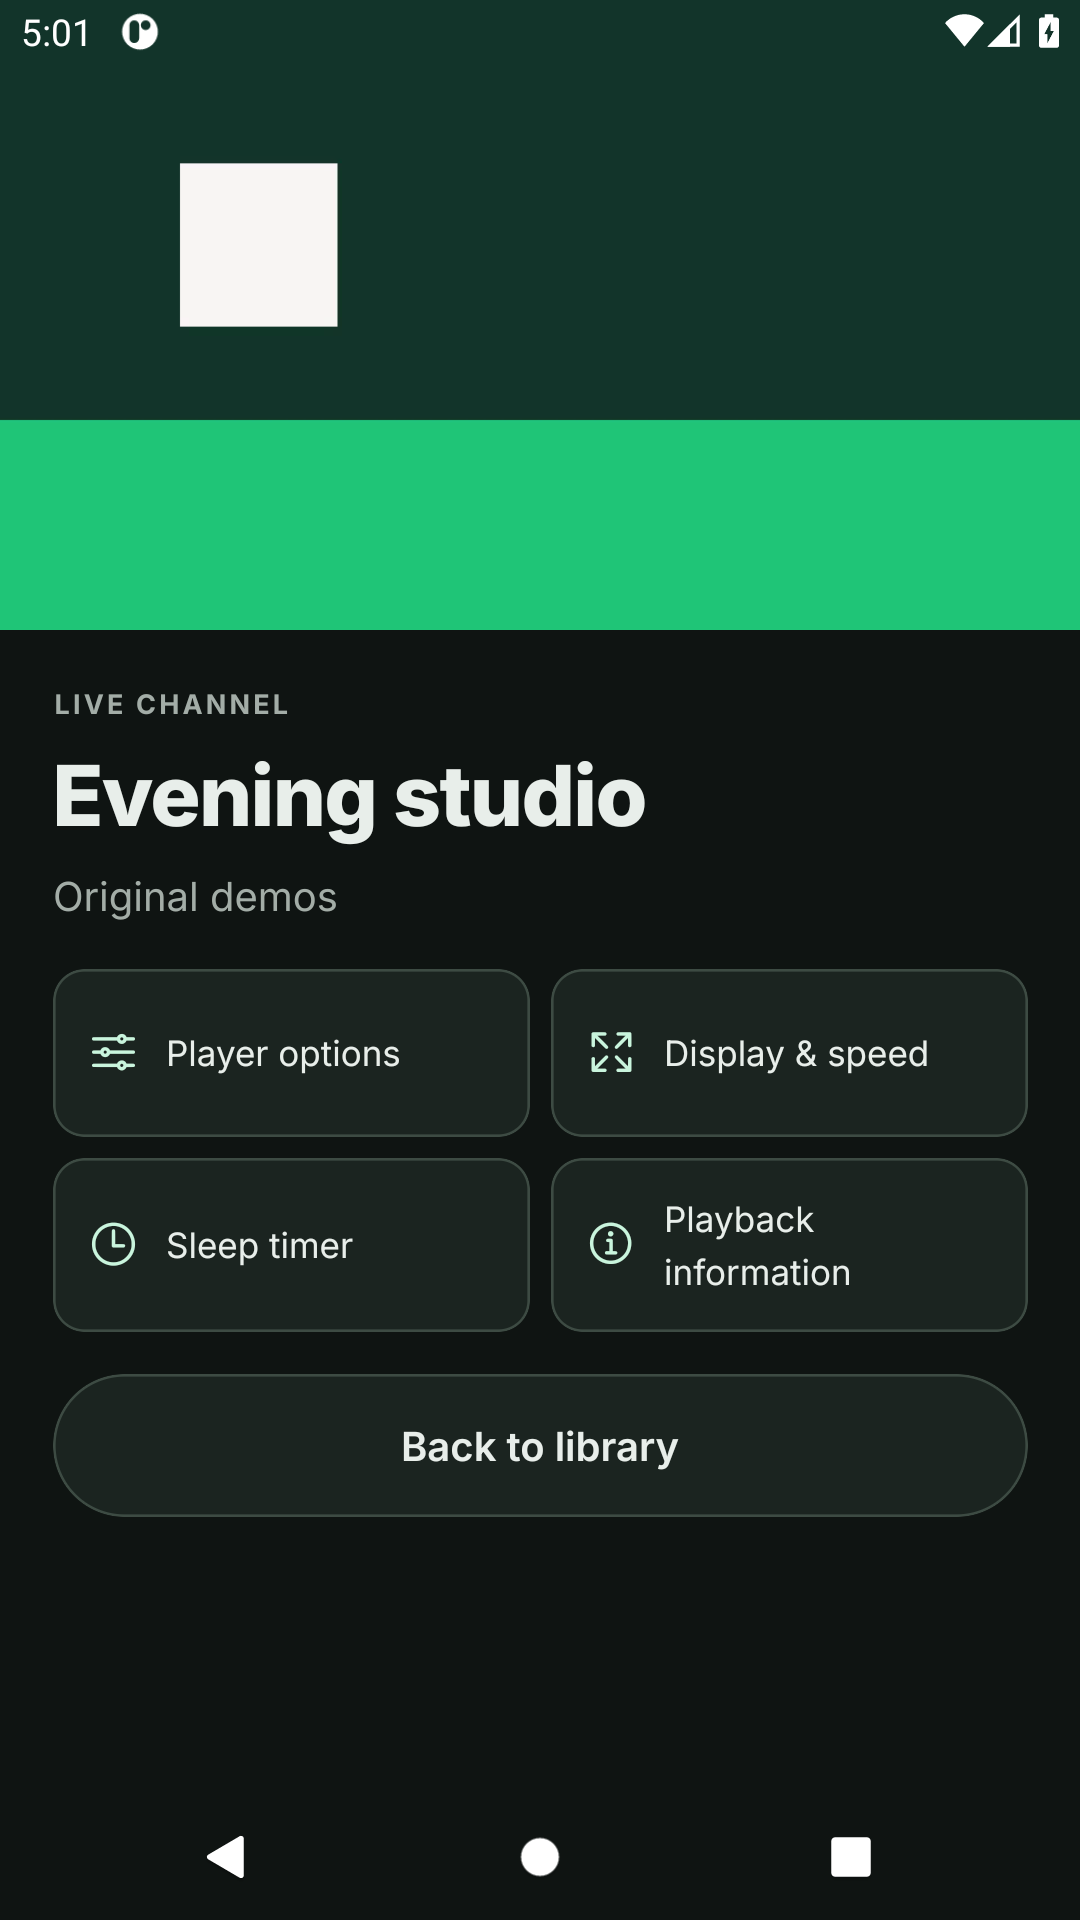 5:01
LIVE CHANNEL
Evening studio
Original demos
Player options
Display & speed
Sleep timer
Playback
information
Back to library